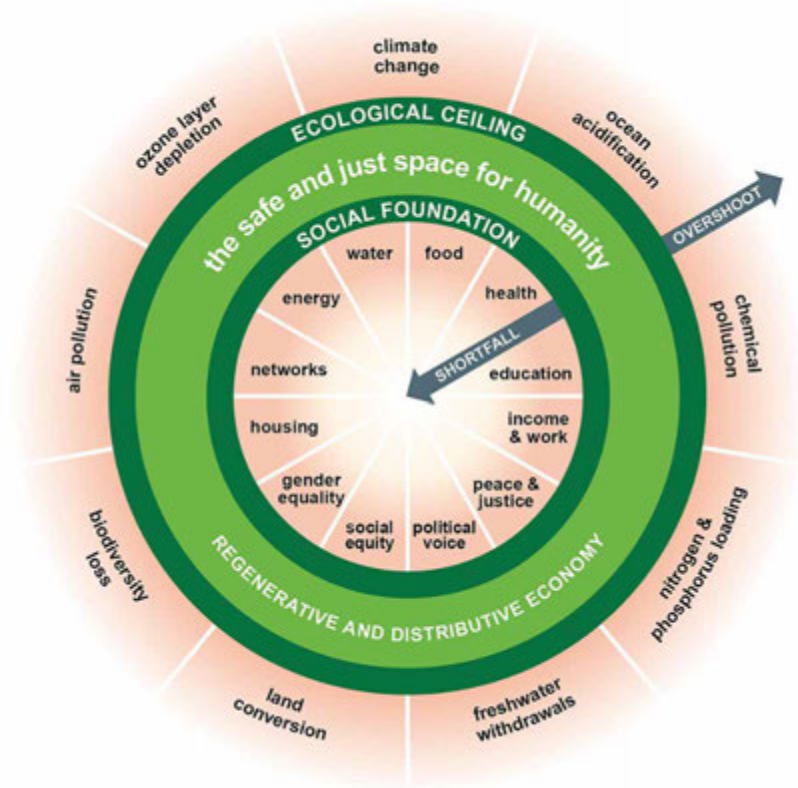 climate
change
ocean
acidification
chemical
pollution
nitrogen &
phosphorus loading
freshwater
withdrawals
land
conversion
biodiversity
loss
air pollution
ozone layer
depletion
OVERSHOOT
ECOLOGICAL CEILING
the safe and just space for humanity
SOCIAL FOUNDATION
water
food
health
SHORTFALL
education
income
& work
peace &
justice
political
voice
social
equity
gender
equality
housing
networks
energy
REGENERATIVE AND DISTRIBUTIVE ECONOMY